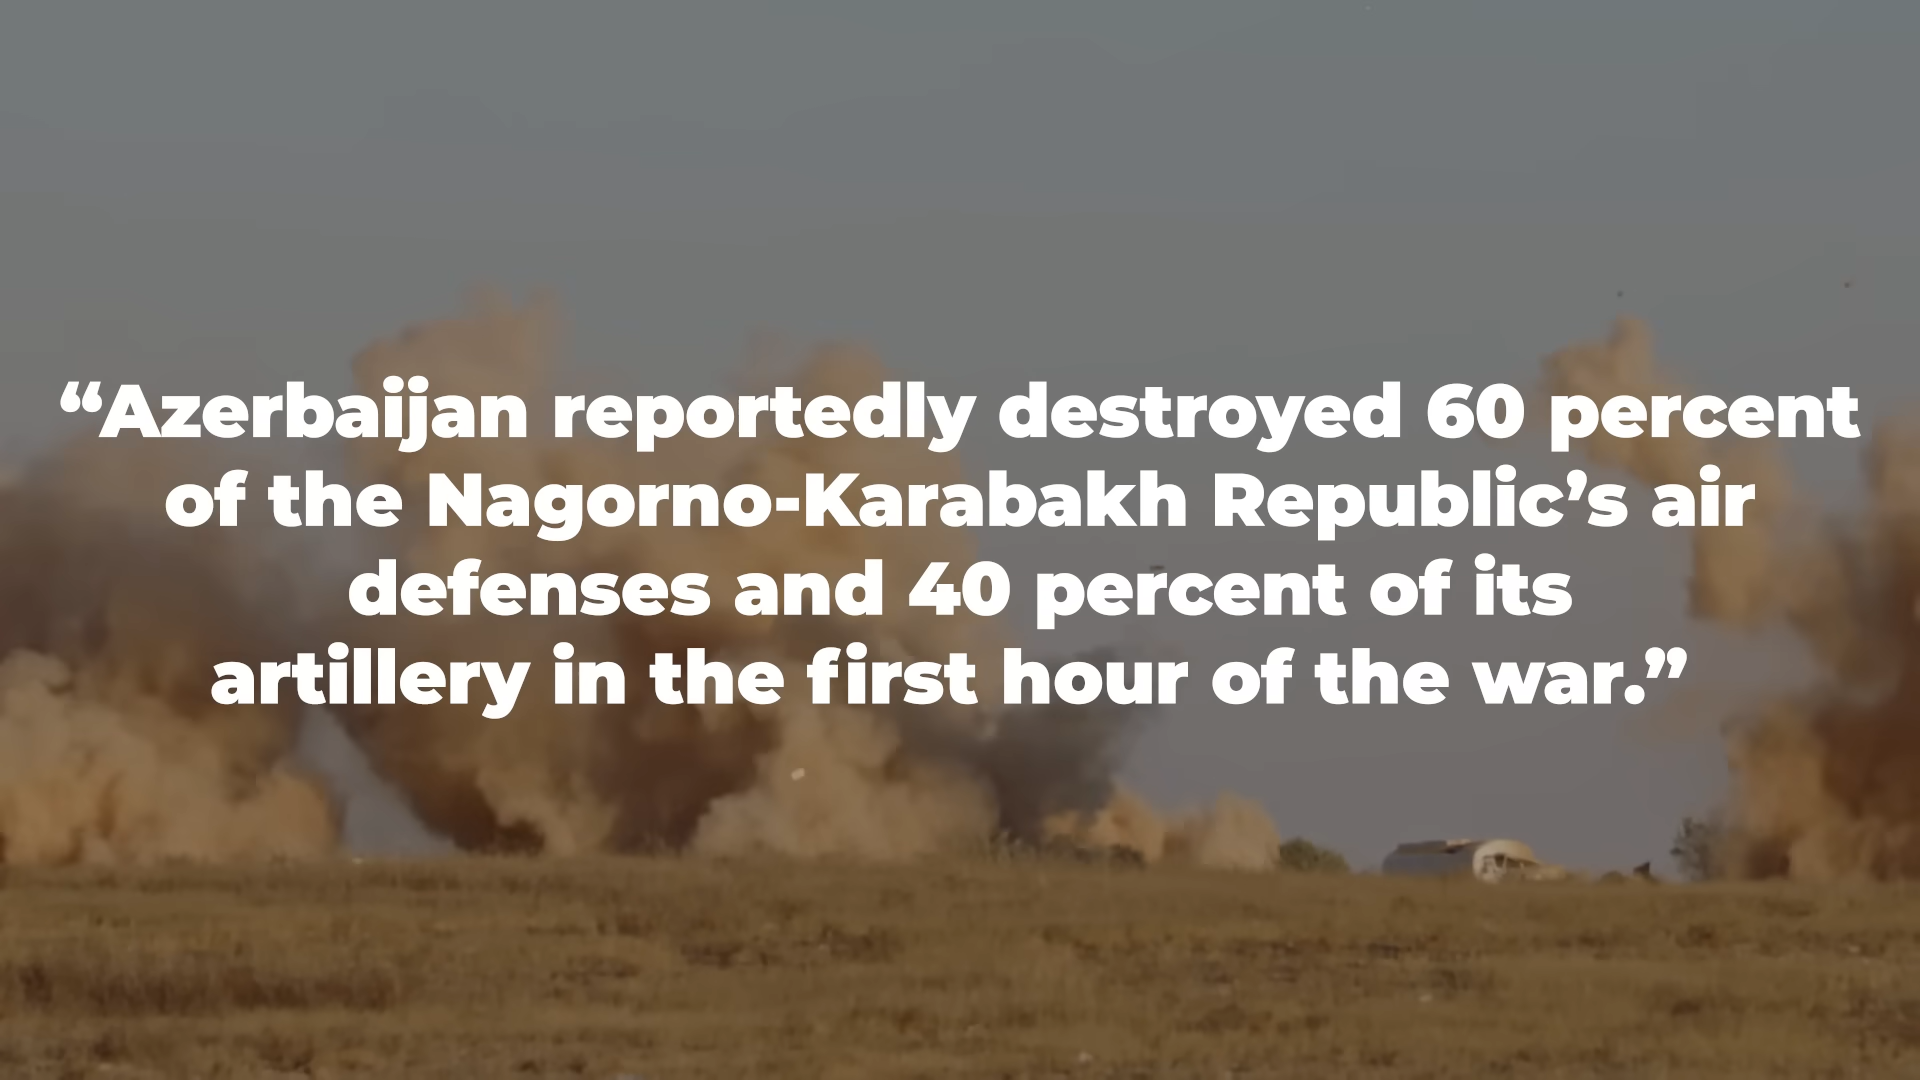 “Azerbaijan reportedly destroyed 60 percent
of the Nagorno-Karabakh Republic’s air
defenses and 40 percent of its
artillery in the first hour of the war.”